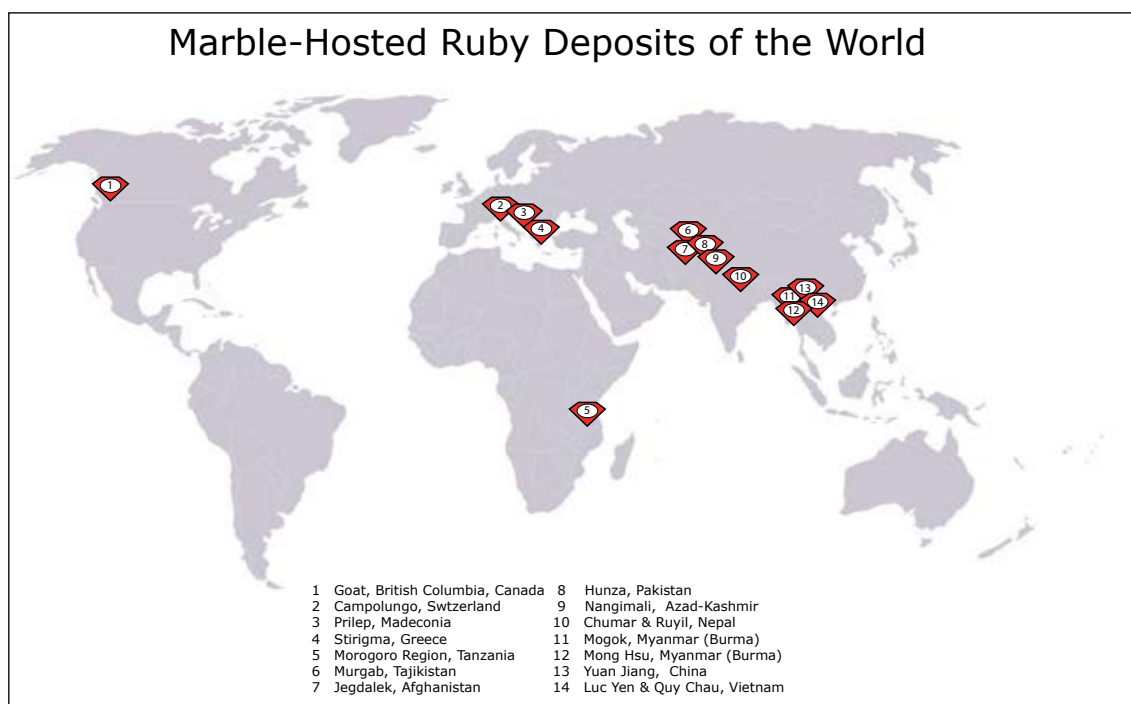 Marble-Hosted Ruby Deposits of the World
1
2
3
4
5
6
7
8
9
10
11
12
13
14
1 Goat, British Columbia, Canada
2 Campolungo, Swtzerland
3 Prilep, Madeconia
4 Stirigma, Greece
5 Morogoro Region, Tanzania
6 Murgab, Tajikistan
7 Jegdalek, Afghanistan
8 Hunza, Pakistan
9 Nangimali, Azad-Kashmir
10 Chumar & Ruyil, Nepal
11 Mogok, Myanmar (Burma)
12 Mong Hsu, Myanmar (Burma)
13 Yuan Jiang, China
14 Luc Yen & Quy Chau, Vietnam